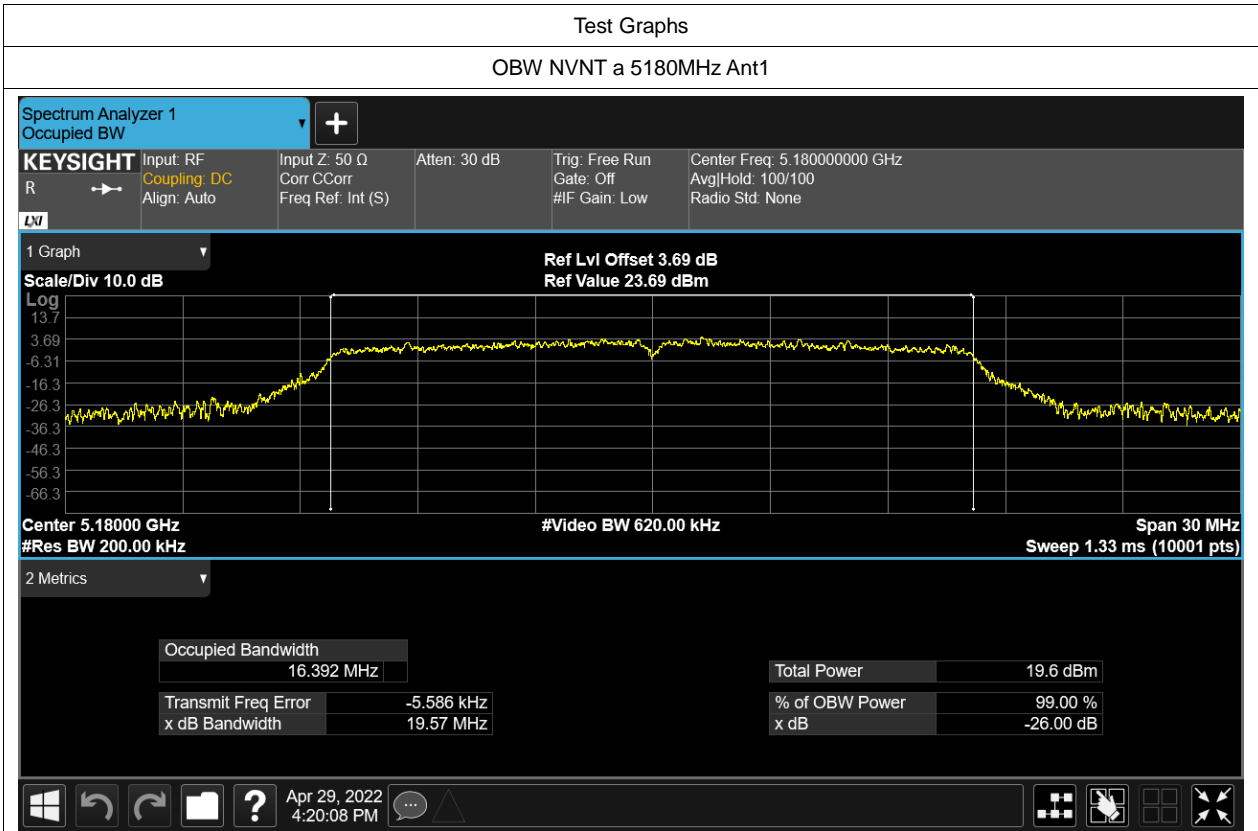 Test Graphs
OBW NVNT a 5180MHz Ant1
Spectrum Analyzer 1
Occupied BW
+
KEYSIGHT
R
LXI
Input: RF
Coupling: DC
Align: Auto
Input Z: 50 Ω
Corr CCorr
Freq Ref: Int (S)
Atten: 30 dB
Trig: Free Run
Gate: Off
#IF Gain: Low
Center Freq: 5.180000000 GHz
Avg|Hold: 100/100
Radio Std: None
1 Graph
Scale/Div 10.0 dB
Ref Lvl Offset 3.69 dB
Ref Value 23.69 dBm
Log
13.7
3.69
-6.31
-16.3
-26.3
-36.3
-46.3
-56.3
-66.3
Center 5.18000 GHz
#Res BW 200.00 kHz
#Video BW 620.00 kHz
Span 30 MHz
Sweep 1.33 ms (10001 pts)
2 Metrics
Occupied Bandwidth
16.392 MHz
Transmit Freq Error -5.586 kHz
x dB Bandwidth 19.57 MHz
Total Power 19.6 dBm
% of OBW Power 99.00 %
x dB -26.00 dB
?
Apr 29, 2022
4:20:08 PM